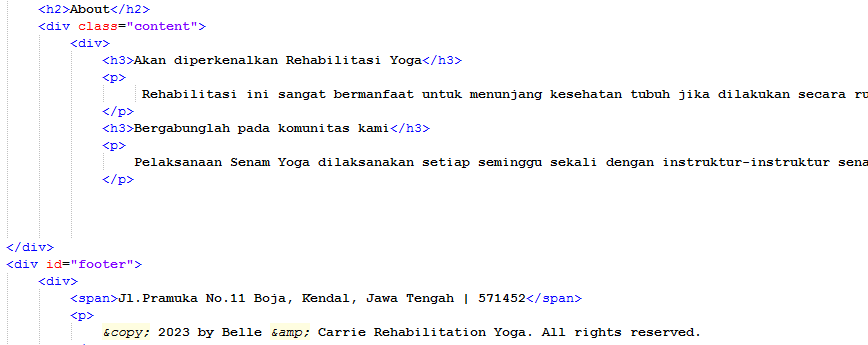 <h2>About</h2>
<div class="content">
<div>
<h3>Akan diperkenalkan Rehabilitasi Yoga</h3>
<p>
Rehabilitasi ini sangat bermanfaat untuk menunjang kesehatan tubuh jika dilakukan secara ru
</p>
<h3>Bergabunglah pada komunitas kami</h3>
<p>
Pelaksanaan Senam Yoga dilaksanakan setiap seminggu sekali dengan instruktur-instruktur sena
</p>
</div>
<div id="footer">
<div>
<span>Jl.Pramuka No.11 Boja, Kendal, Jawa Tengah | 571452</span>
<p>
&copy; 2023 by Belle &amp; Carrie Rehabilitation Yoga. All rights reserved.